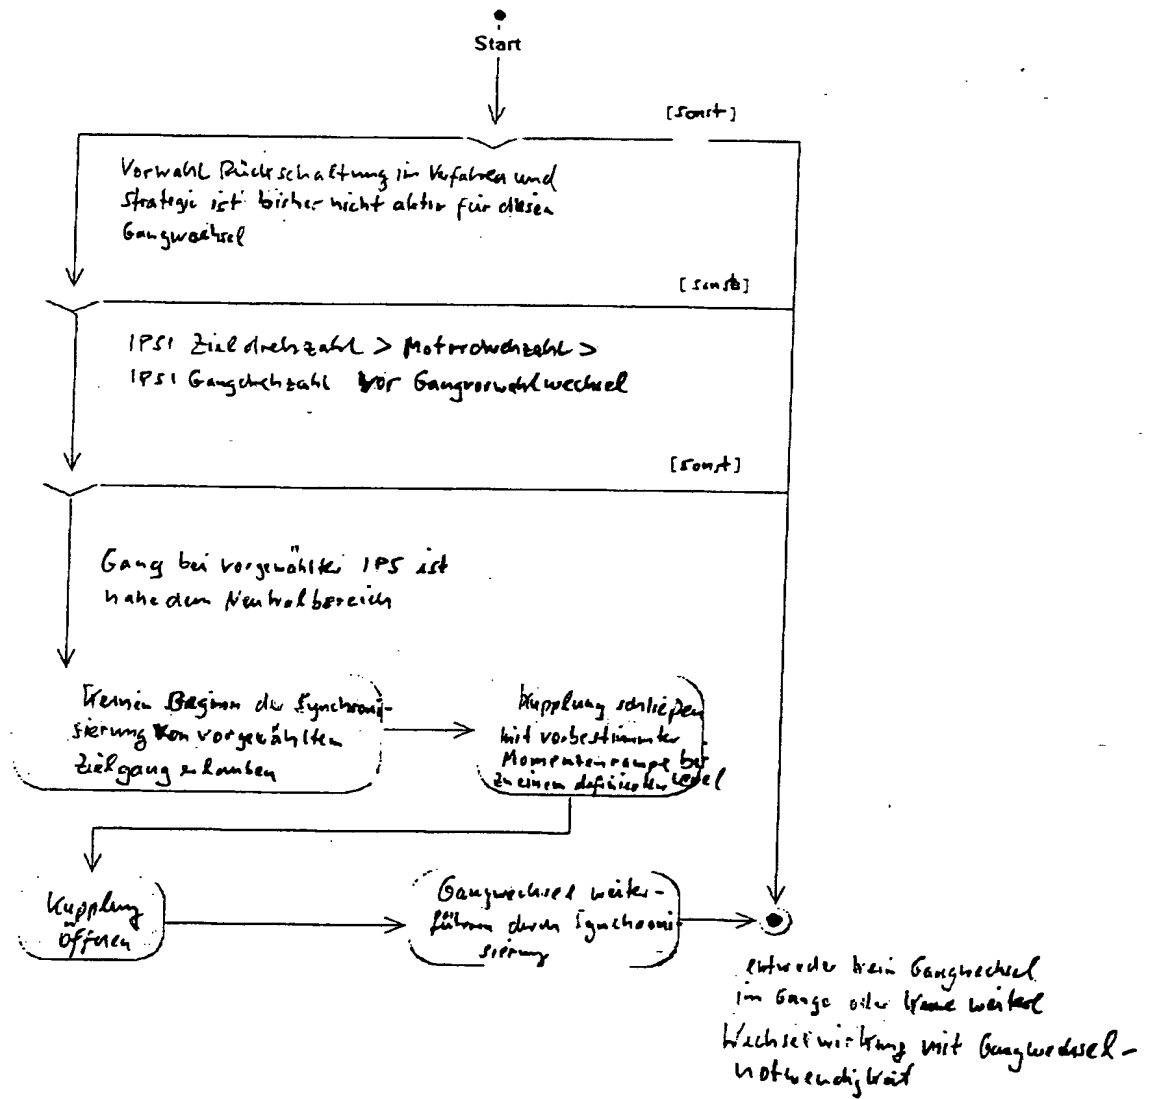 Start
[sonst]
Vorwahl Rückschaltung im Verfahren und
Strategie ist bisher nicht aktiv für diesen
Gangwechsel
[sonst]
IPS1 Zieldrehzahl > Motordrehzahl >
IPS1 Gangdrehzahl vor Gangvorwahlwechsel
[sonst]
Gang bei vorgewählter IPS ist
nahe dem Neutralbereich
Keinen Beginn der Synchroni-
sierung von vorgewählten
Zielgang erlauben
Kupplung schließen
mit vorbestimmter
Momentenrampe bis
zu einem definierten Level
Kupplung
öffnen
Gangwechsel weiter-
führen durch Synchroni-
sierung
entweder kein Gangwechsel
im Gange oder keine weitere
Wechselwirkung mit Gangwechsel-
notwendigkeit